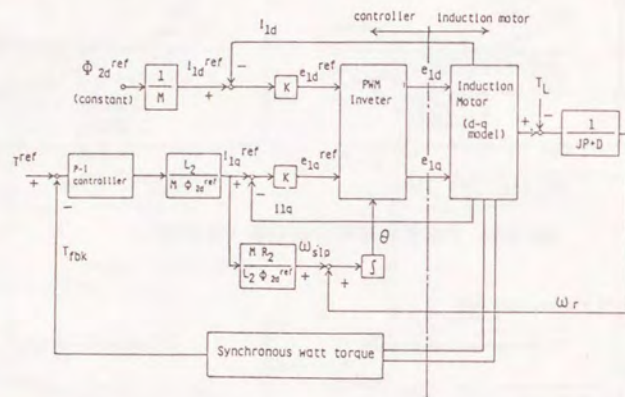 controller induction motor
i1d
Φ2d^ref
(constant)
1
M
i1d^ref
+
−
K
e1d^ref
PWM
Inveter
e1d
Induction
Motor
(d-q
model)
TL
+
−
1
JP+D
T^ref
+
−
P-I
controllier
L2
M Φ2d^ref
i1q^ref
+
−
K
e1q^ref
e1q
i1q
θ
Tfbk
M R2
L2 Φ2d^ref
ωslp
+
+
∫
ωr
Synchronous watt torque